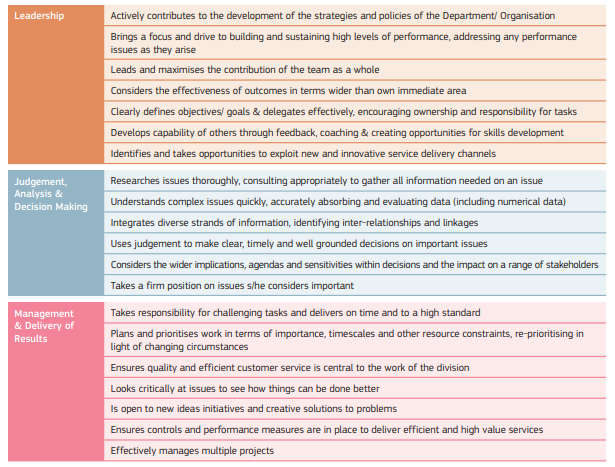 Leadership
Actively contributes to the development of the strategies and policies of the Department/ Organisation
Brings a focus and drive to building and sustaining high levels of performance, addressing any performance
issues as they arise
Leads and maximises the contribution of the team as a whole
Considers the effectiveness of outcomes in terms wider than own immediate area
Clearly defines objectives/ goals & delegates effectively, encouraging ownership and responsibility for tasks
Develops capability of others through feedback, coaching & creating opportunities for skills development
Identifies and takes opportunities to exploit new and innovative service delivery channels
Judgement,
Analysis &
Decision Making
Researches issues thoroughly, consulting appropriately to gather all information needed on an issue
Understands complex issues quickly, accurately absorbing and evaluating data (including numerical data)
Integrates diverse strands of information, identifying inter-relationships and linkages
Uses judgement to make clear, timely and well grounded decisions on important issues
Considers the wider implications, agendas and sensitivities within decisions and the impact on a range of stakeholders
Takes a firm position on issues s/he considers important
Management
& Delivery of
Results
Takes responsibility for challenging tasks and delivers on time and to a high standard
Plans and prioritises work in terms of importance, timescales and other resource constraints, re-prioritising in
light of changing circumstances
Ensures quality and efficient customer service is central to the work of the division
Looks critically at issues to see how things can be done better
Is open to new ideas initiatives and creative solutions to problems
Ensures controls and performance measures are in place to deliver efficient and high value services
Effectively manages multiple projects